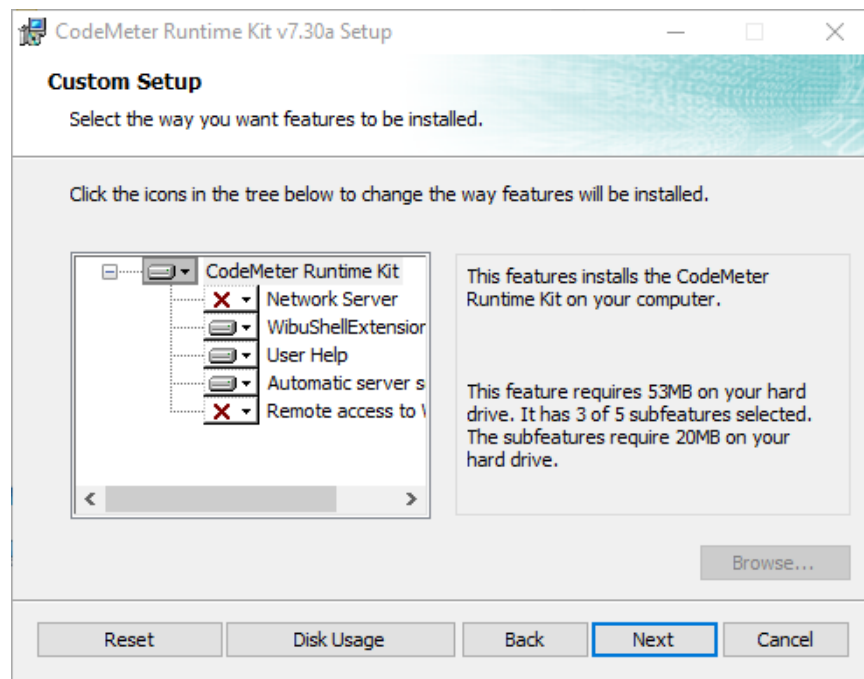 CodeMeter Runtime Kit v7.30a Setup
Custom Setup
Select the way you want features to be installed.
Click the icons in the tree below to change the way features will be installed.
CodeMeter Runtime Kit
Network Server
WibuShellExtension
User Help
Automatic server s
Remote access to
This features installs the CodeMeter
Runtime Kit on your computer.
This feature requires 53MB on your hard
drive. It has 3 of 5 subfeatures selected.
The subfeatures require 20MB on your
hard drive.
Browse...
Reset
Disk Usage
Back
Next
Cancel